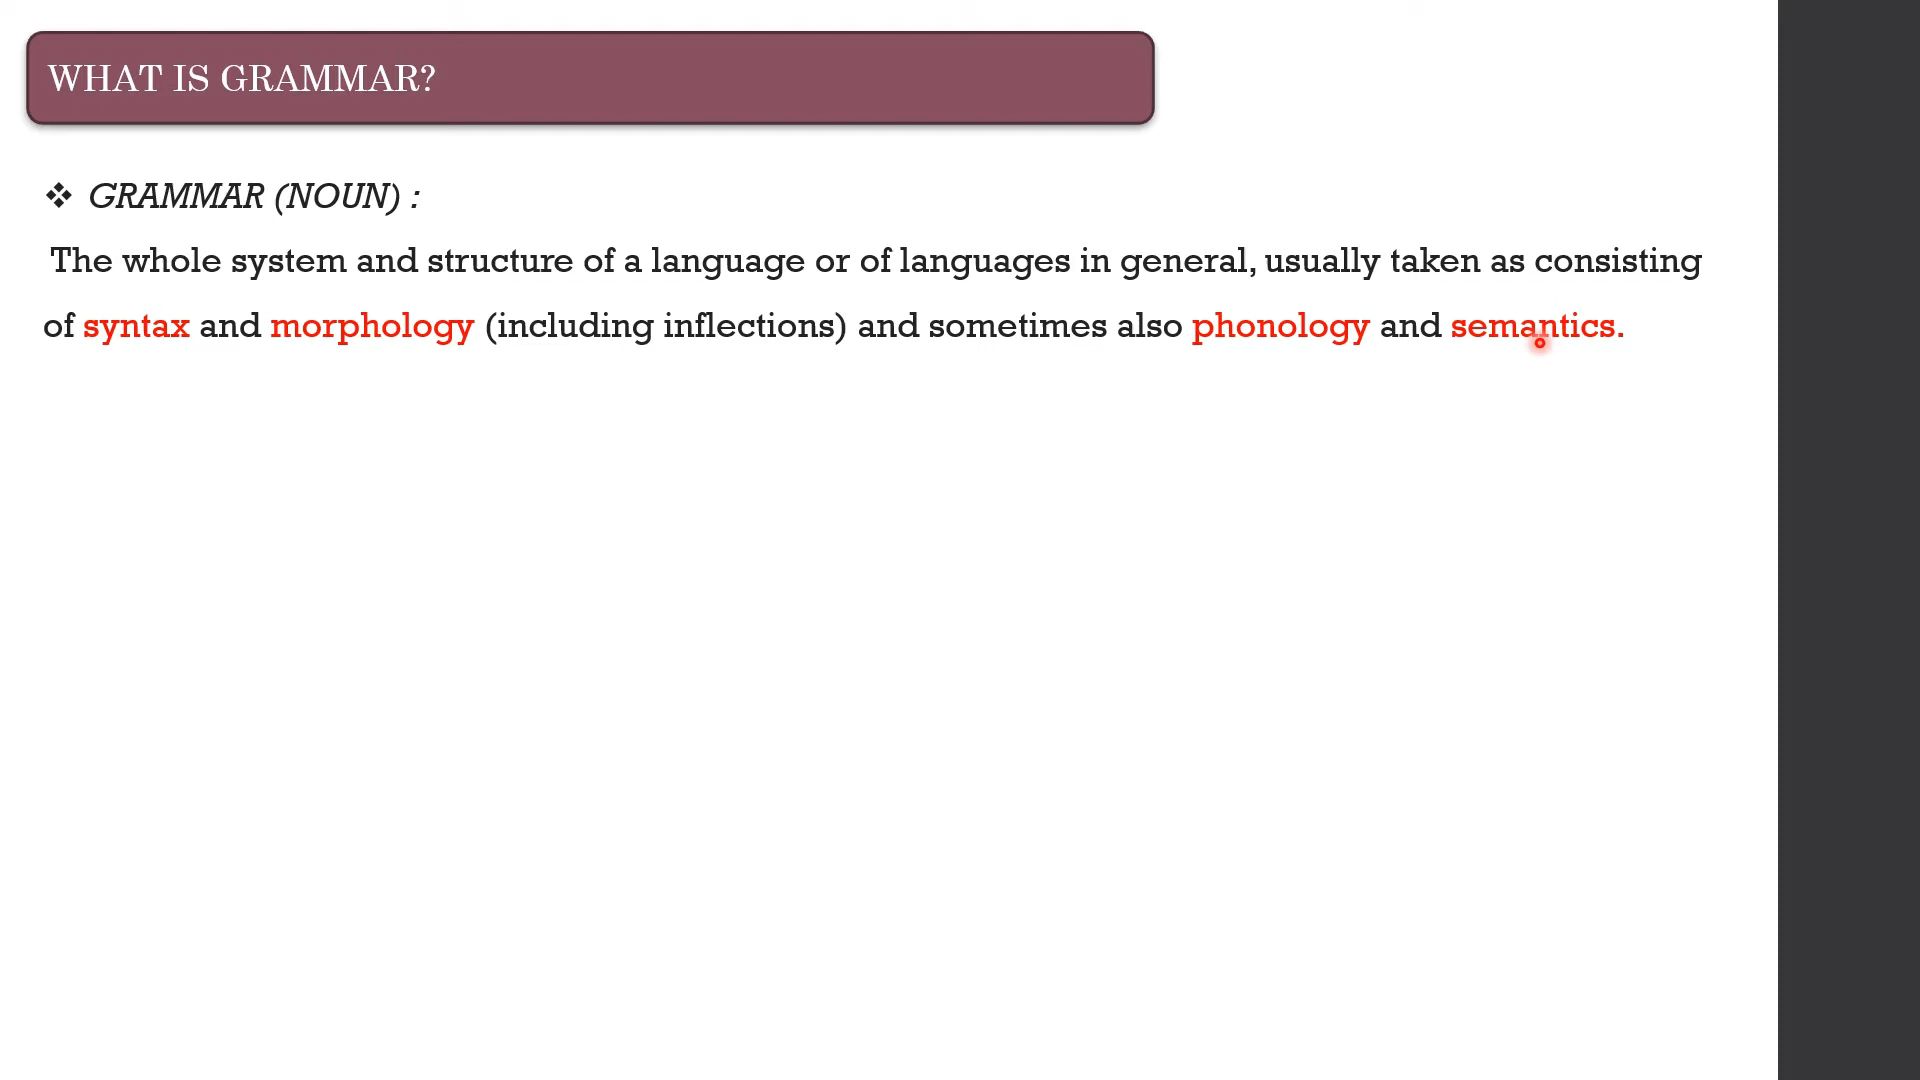 WHAT IS GRAMMAR?
❖ GRAMMAR (NOUN) :
The whole system and structure of a language or of languages in general, usually taken as consisting
of syntax and morphology (including inflections) and sometimes also phonology and semantics.